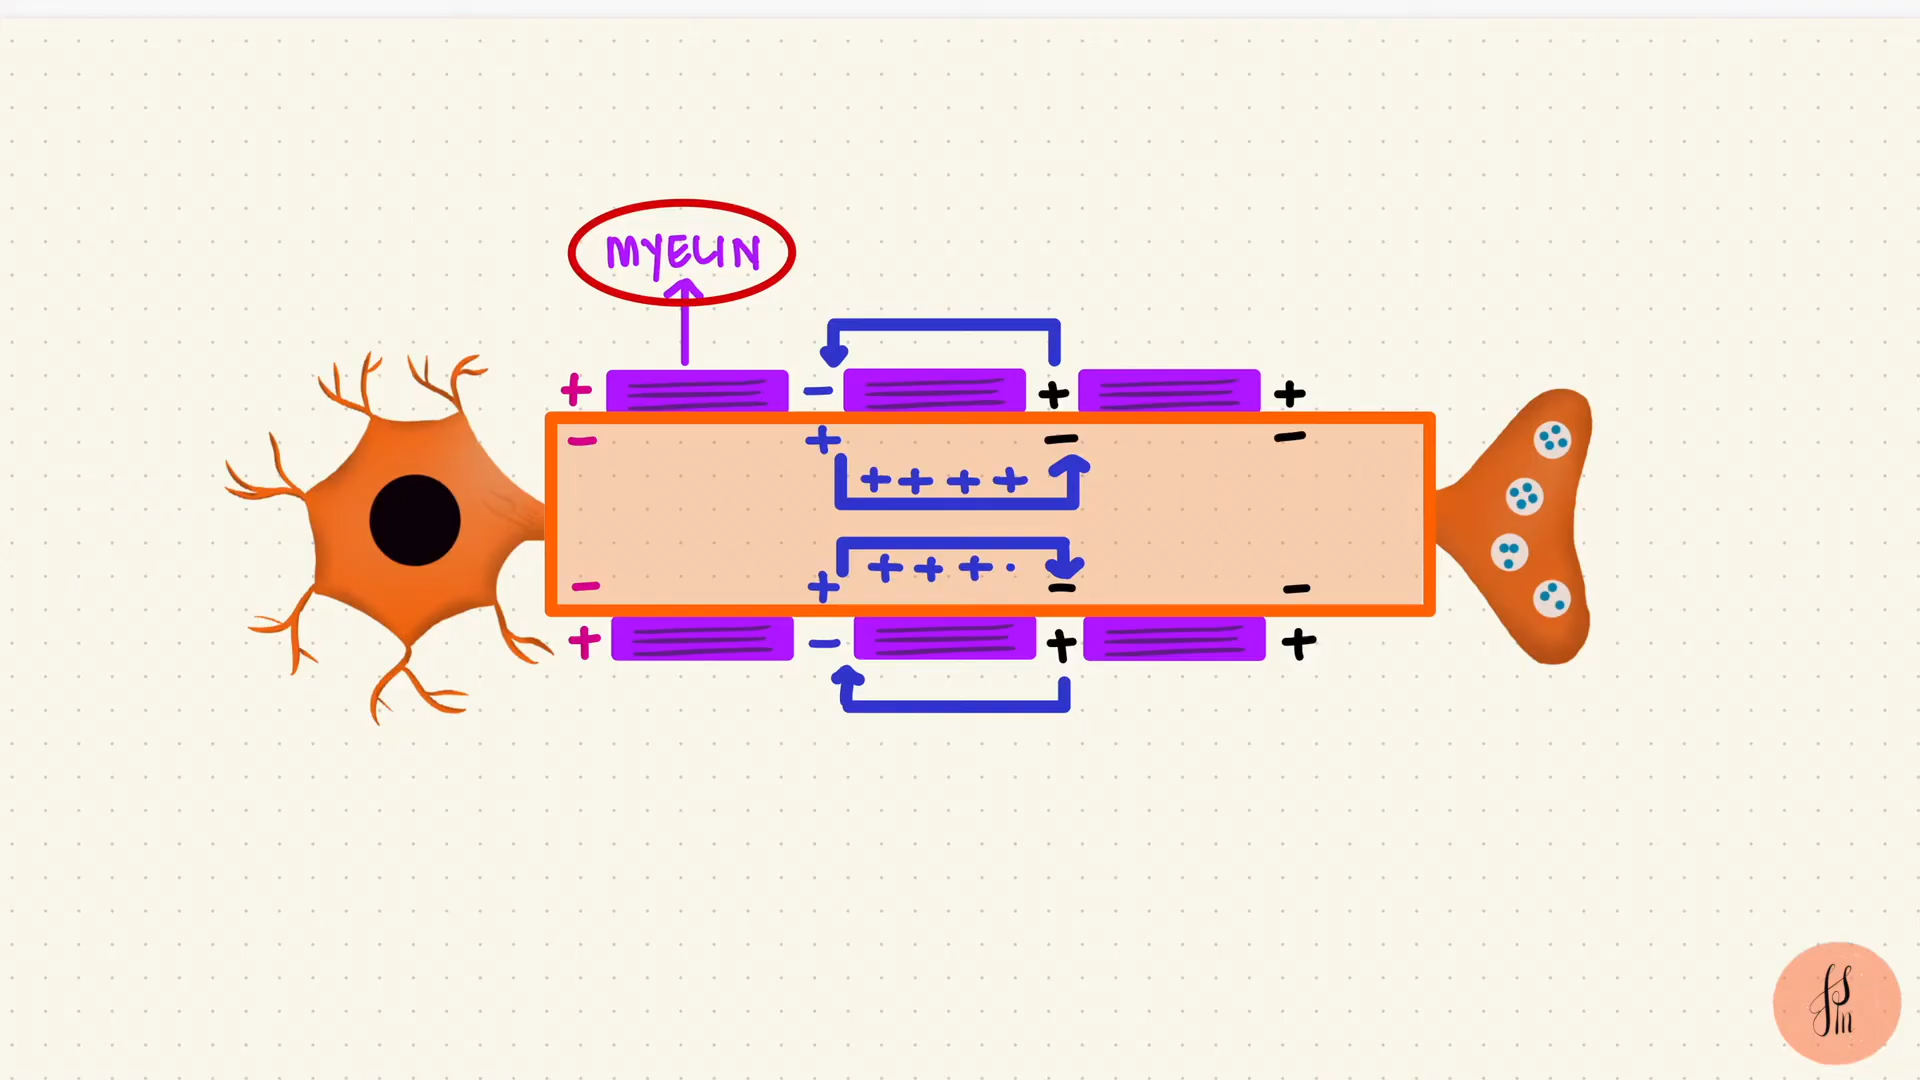 MYELIN
+ - + +
- + - -
+ + + +
+ + +
- + - -
+ - + +